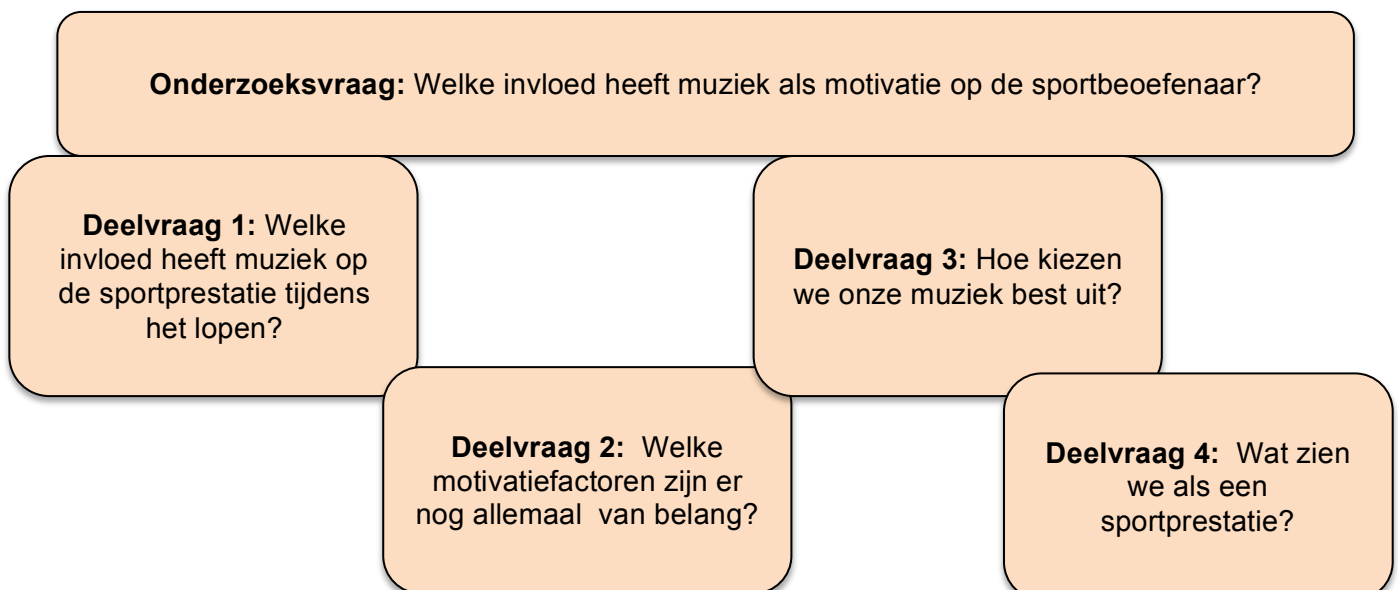 Onderzoeksvraag: Welke invloed heeft muziek als motivatie op de sportbeoefenaar?
Deelvraag 1: Welke
invloed heeft muziek op
de sportprestatie tijdens
het lopen?
Deelvraag 2: Welke
motivatiefactoren zijn er
nog allemaal van belang?
Deelvraag 3: Hoe kiezen
we onze muziek best uit?
Deelvraag 4: Wat zien
we als een
sportprestatie?